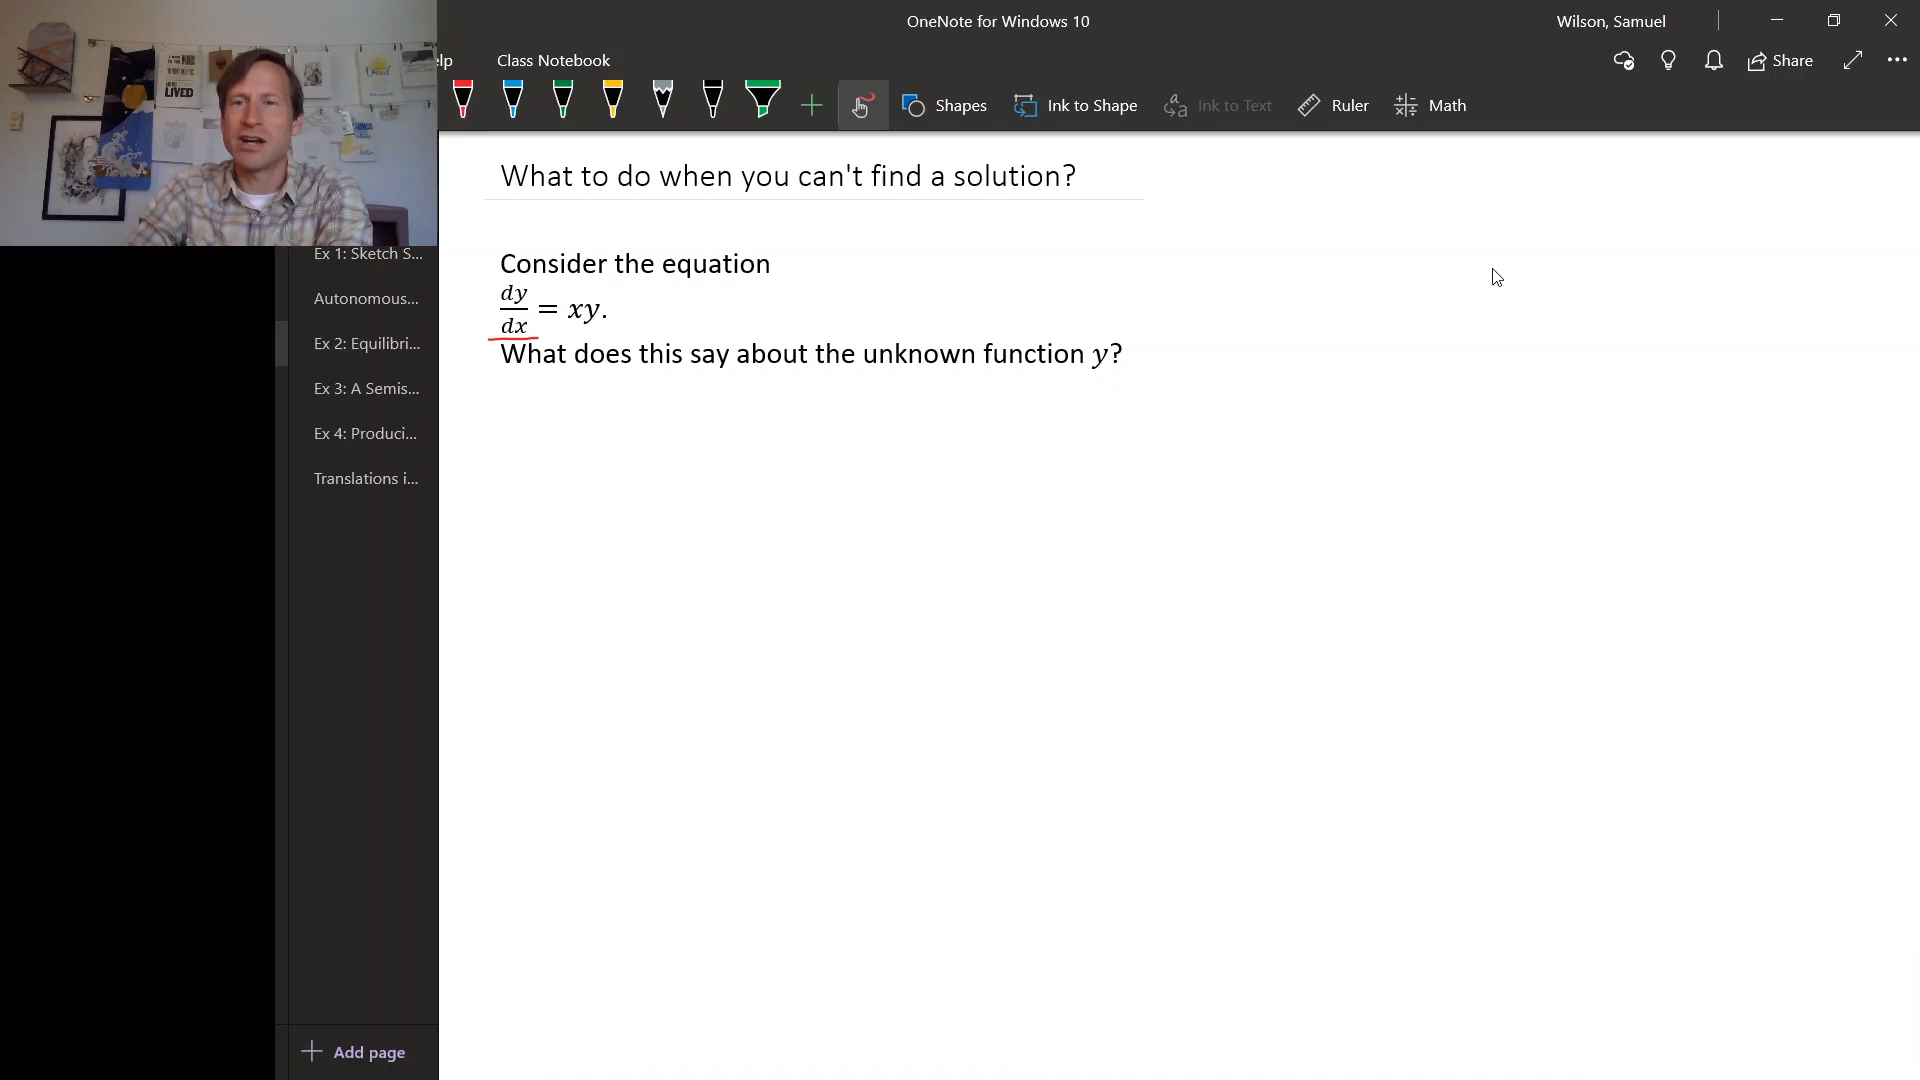 OneNote for Windows 10
Wilson, Samuel
elp
Class Notebook
Share
Shapes
Ink to Shape
Ink to Text
Ruler
Math
LIVED
What to do when you can't find a solution?
Consider the equation
dy/dx = xy.
What does this say about the unknown function y?
Ex 1: Sketch S...
Autonomous...
Ex 2: Equilibri...
Ex 3: A Semis...
Ex 4: Produci...
Translations i...
Add page